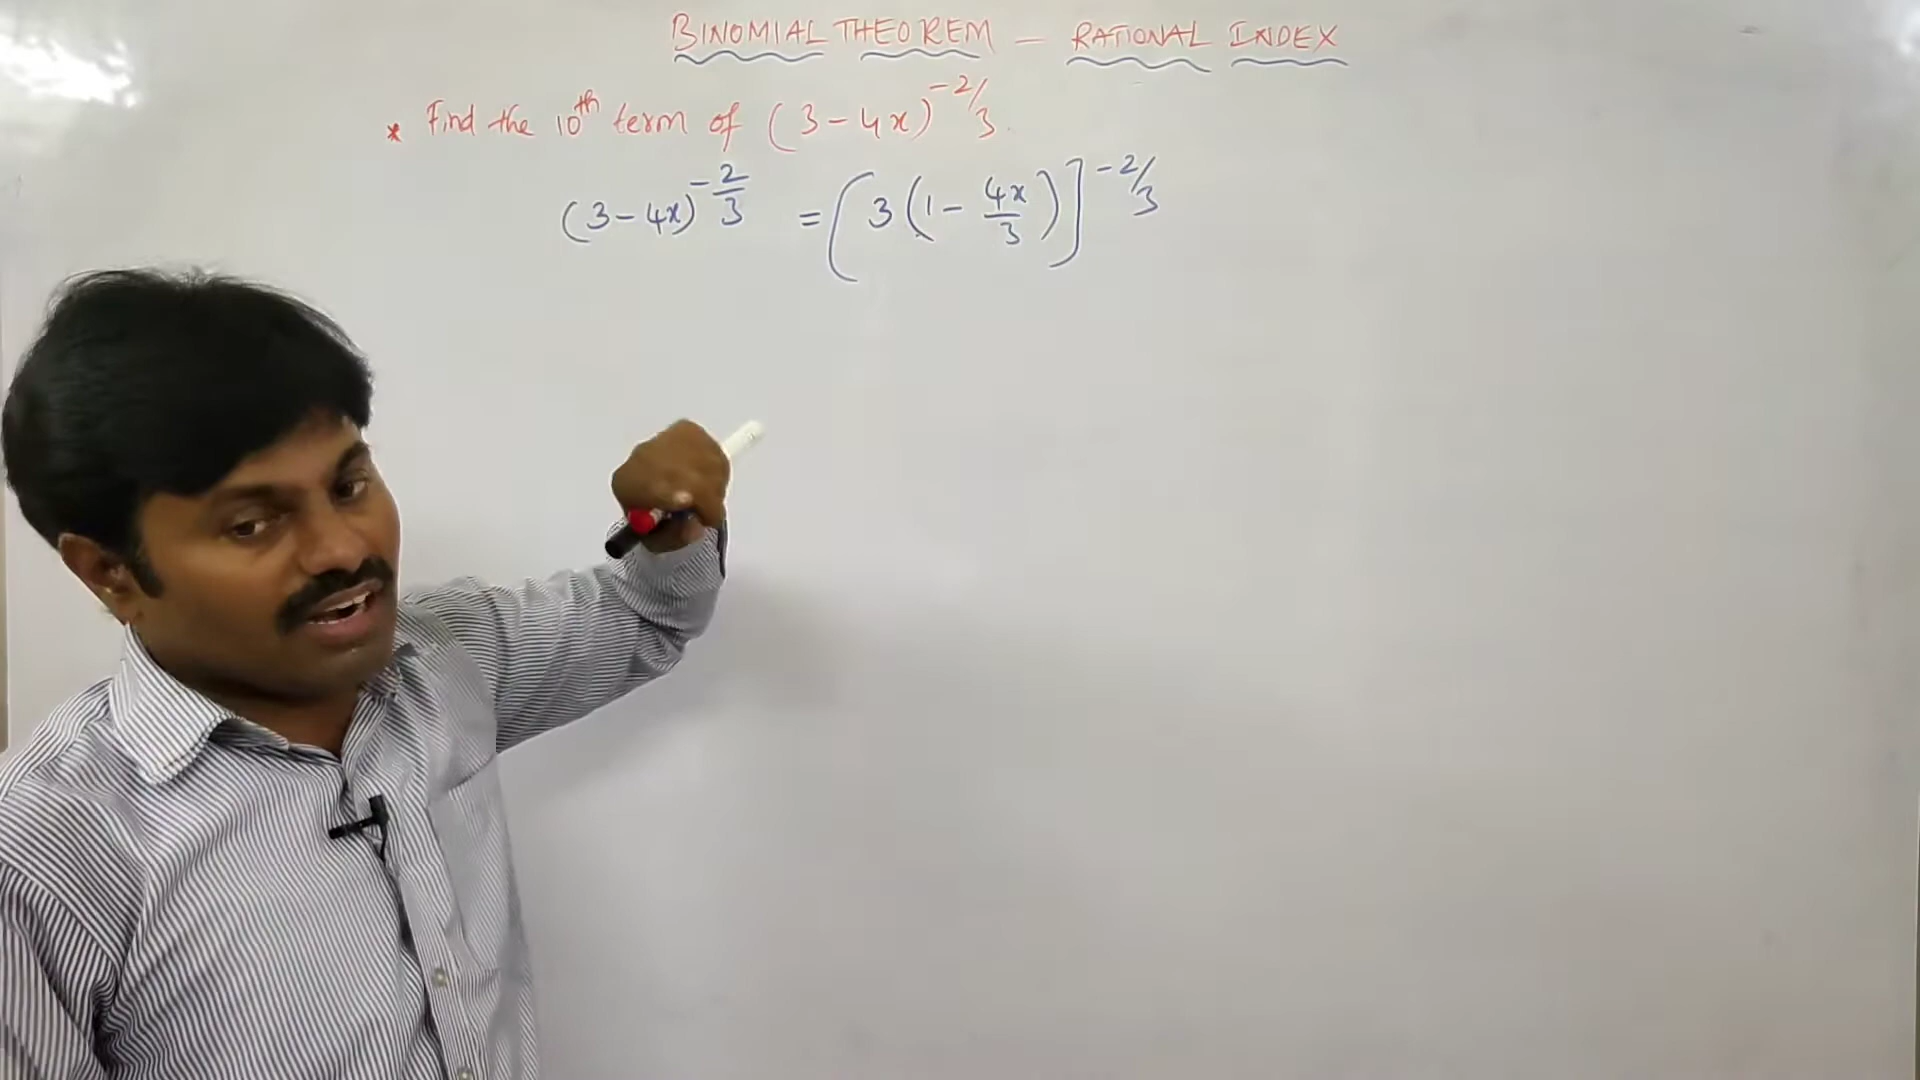 BINOMIAL THEOREM — RATIONAL INDEX
* Find the 10th term of (3-4x)^-2/3.
(3-4x)^-2/3 = [3(1-4x/3)]^-2/3